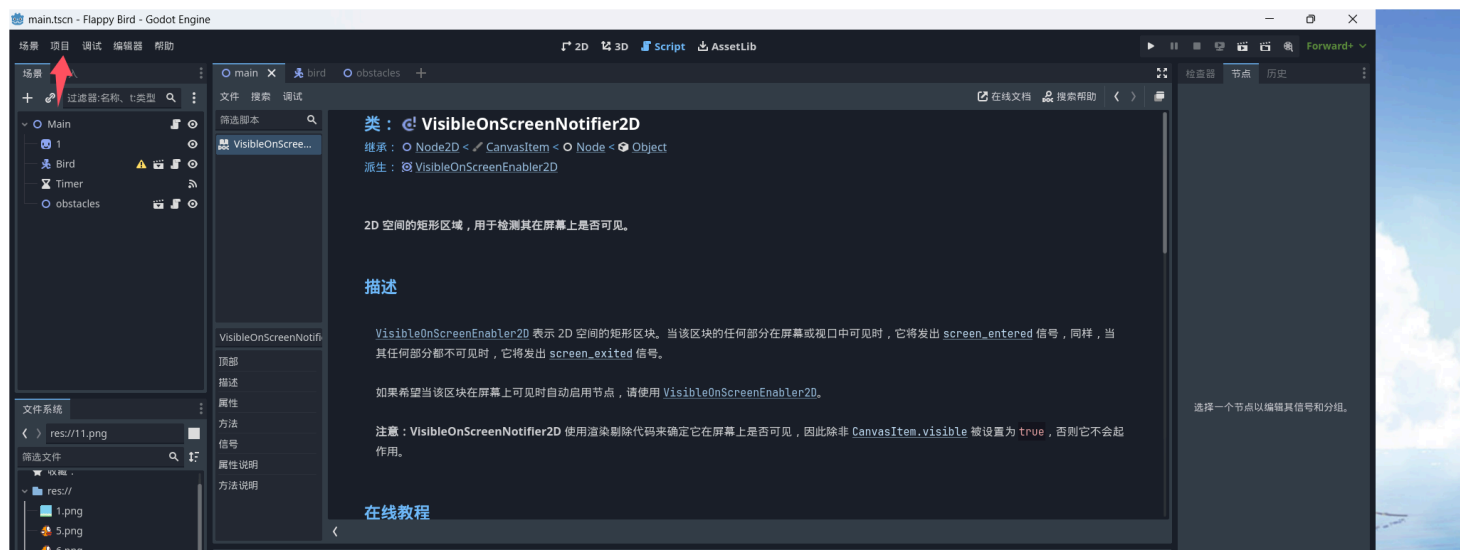 main.tscn - Flappy Bird - Godot Engine
场景 项目 调试 编辑器 帮助
2D 3D Script AssetLib
Forward+
场景
main bird obstacles
检查器 节点 历史
过滤器:名称、t:类型
文件 搜索 调试
在线文档 搜索帮助
Main
1
Bird
Timer
obstacles
筛选脚本
VisibleOnScree...
VisibleOnScreenNotifi
顶部
描述
属性
方法
信号
属性说明
方法说明
类: VisibleOnScreenNotifier2D
继承: Node2D < CanvasItem < Node < Object
派生: VisibleOnScreenEnabler2D
2D 空间的矩形区域,用于检测其在屏幕上是否可见。
描述
VisibleOnScreenEnabler2D 表示 2D 空间的矩形区块。当该区块的任何部分在屏幕或视口中可见时,它将发出 screen_entered 信号,同样,当
其任何部分都不可见时,它将发出 screen_exited 信号。
如果希望当该区块在屏幕上可见时自动启用节点,请使用 VisibleOnScreenEnabler2D。
注意:VisibleOnScreenNotifier2D 使用渲染剔除代码来确定它在屏幕上是否可见,因此除非 CanvasItem.visible 被设置为 true,否则它不会起
作用。
在线教程
选择一个节点以编辑其信号和分组。
文件系统
res://11.png
筛选文件
收藏:
res://
1.png
5.png
6.png